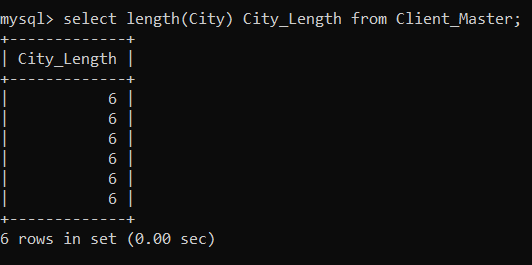 mysql> select length(City) City_Length from Client_Master;
+-------------+
| City_Length |
+-------------+
|           6 |
|           6 |
|           6 |
|           6 |
|           6 |
|           6 |
+-------------+
6 rows in set (0.00 sec)